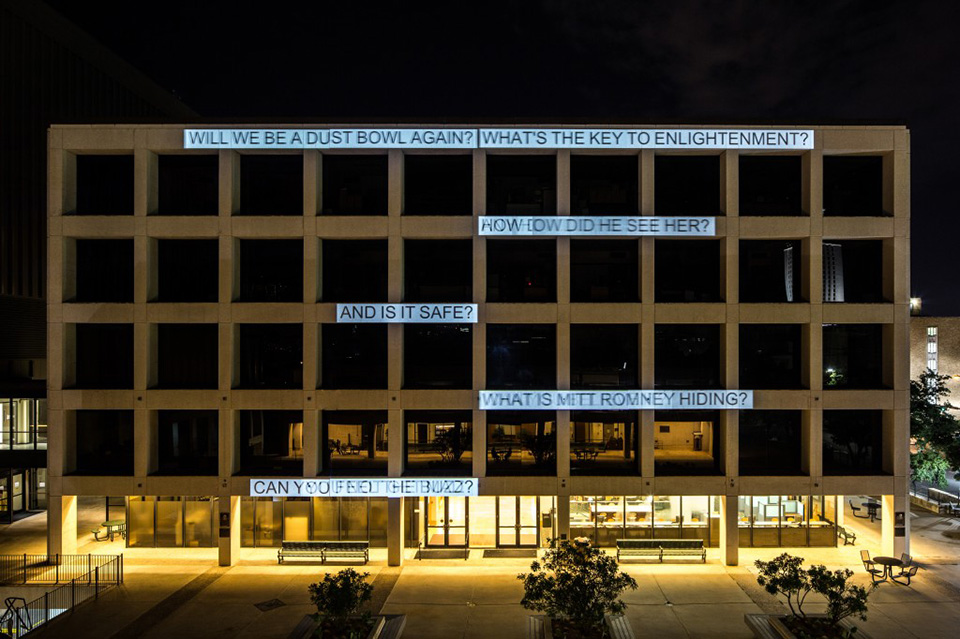 WILL WE BE A DUST BOWL AGAIN? WHAT'S THE KEY TO ENLIGHTENMENT?
DID HE SEE HER?
AND IS IT SAFE?
WHAT IS MITT ROMNEY HIDING?
CAN YOU THE BUZZ?